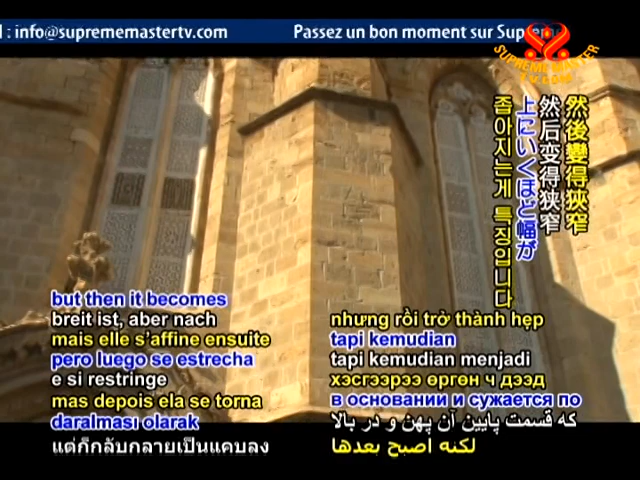 l : info@suprememastertv.com
Passez un bon moment sur Suprem
SUPREME MASTER
TV.com
然後變得狹窄
然后变得狭窄
上にいくほど幅が
좁아지는게 특징입니다
but then it becomes
breit ist, aber nach
mais elle s'affine ensuite
pero luego se estrecha
e si restringe
mas depois ela se torna
daralması olarak
แต่ก็กลับกลายเป็นแคบลง
nhưng rồi trở thành hẹp
tapi kemudian
tapi kemudian menjadi
хэсгээрээ өргөн ч дээд
в основании и сужается по
که قسمت پایین آن پهن و در بالا
لكنه اصبح بعدها